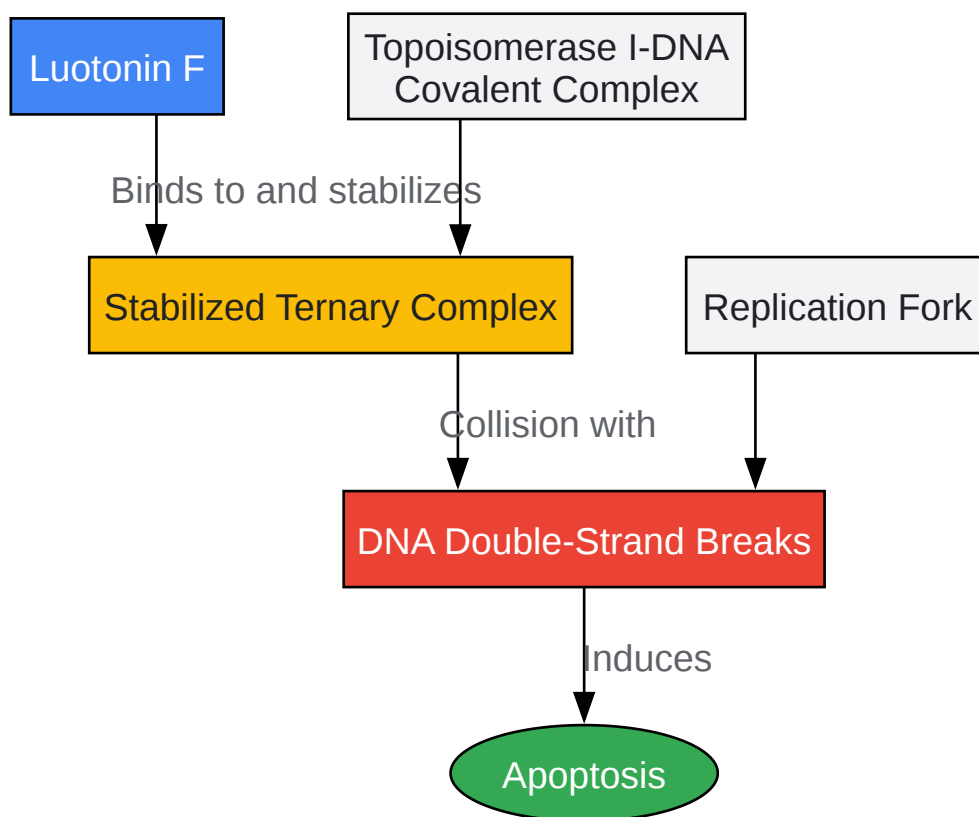 Luotonin F
Topoisomerase I-DNA
Covalent Complex
Binds to and stabilizes
Stabilized Ternary Complex
Replication Fork
Collision with
DNA Double-Strand Breaks
Induces
Apoptosis